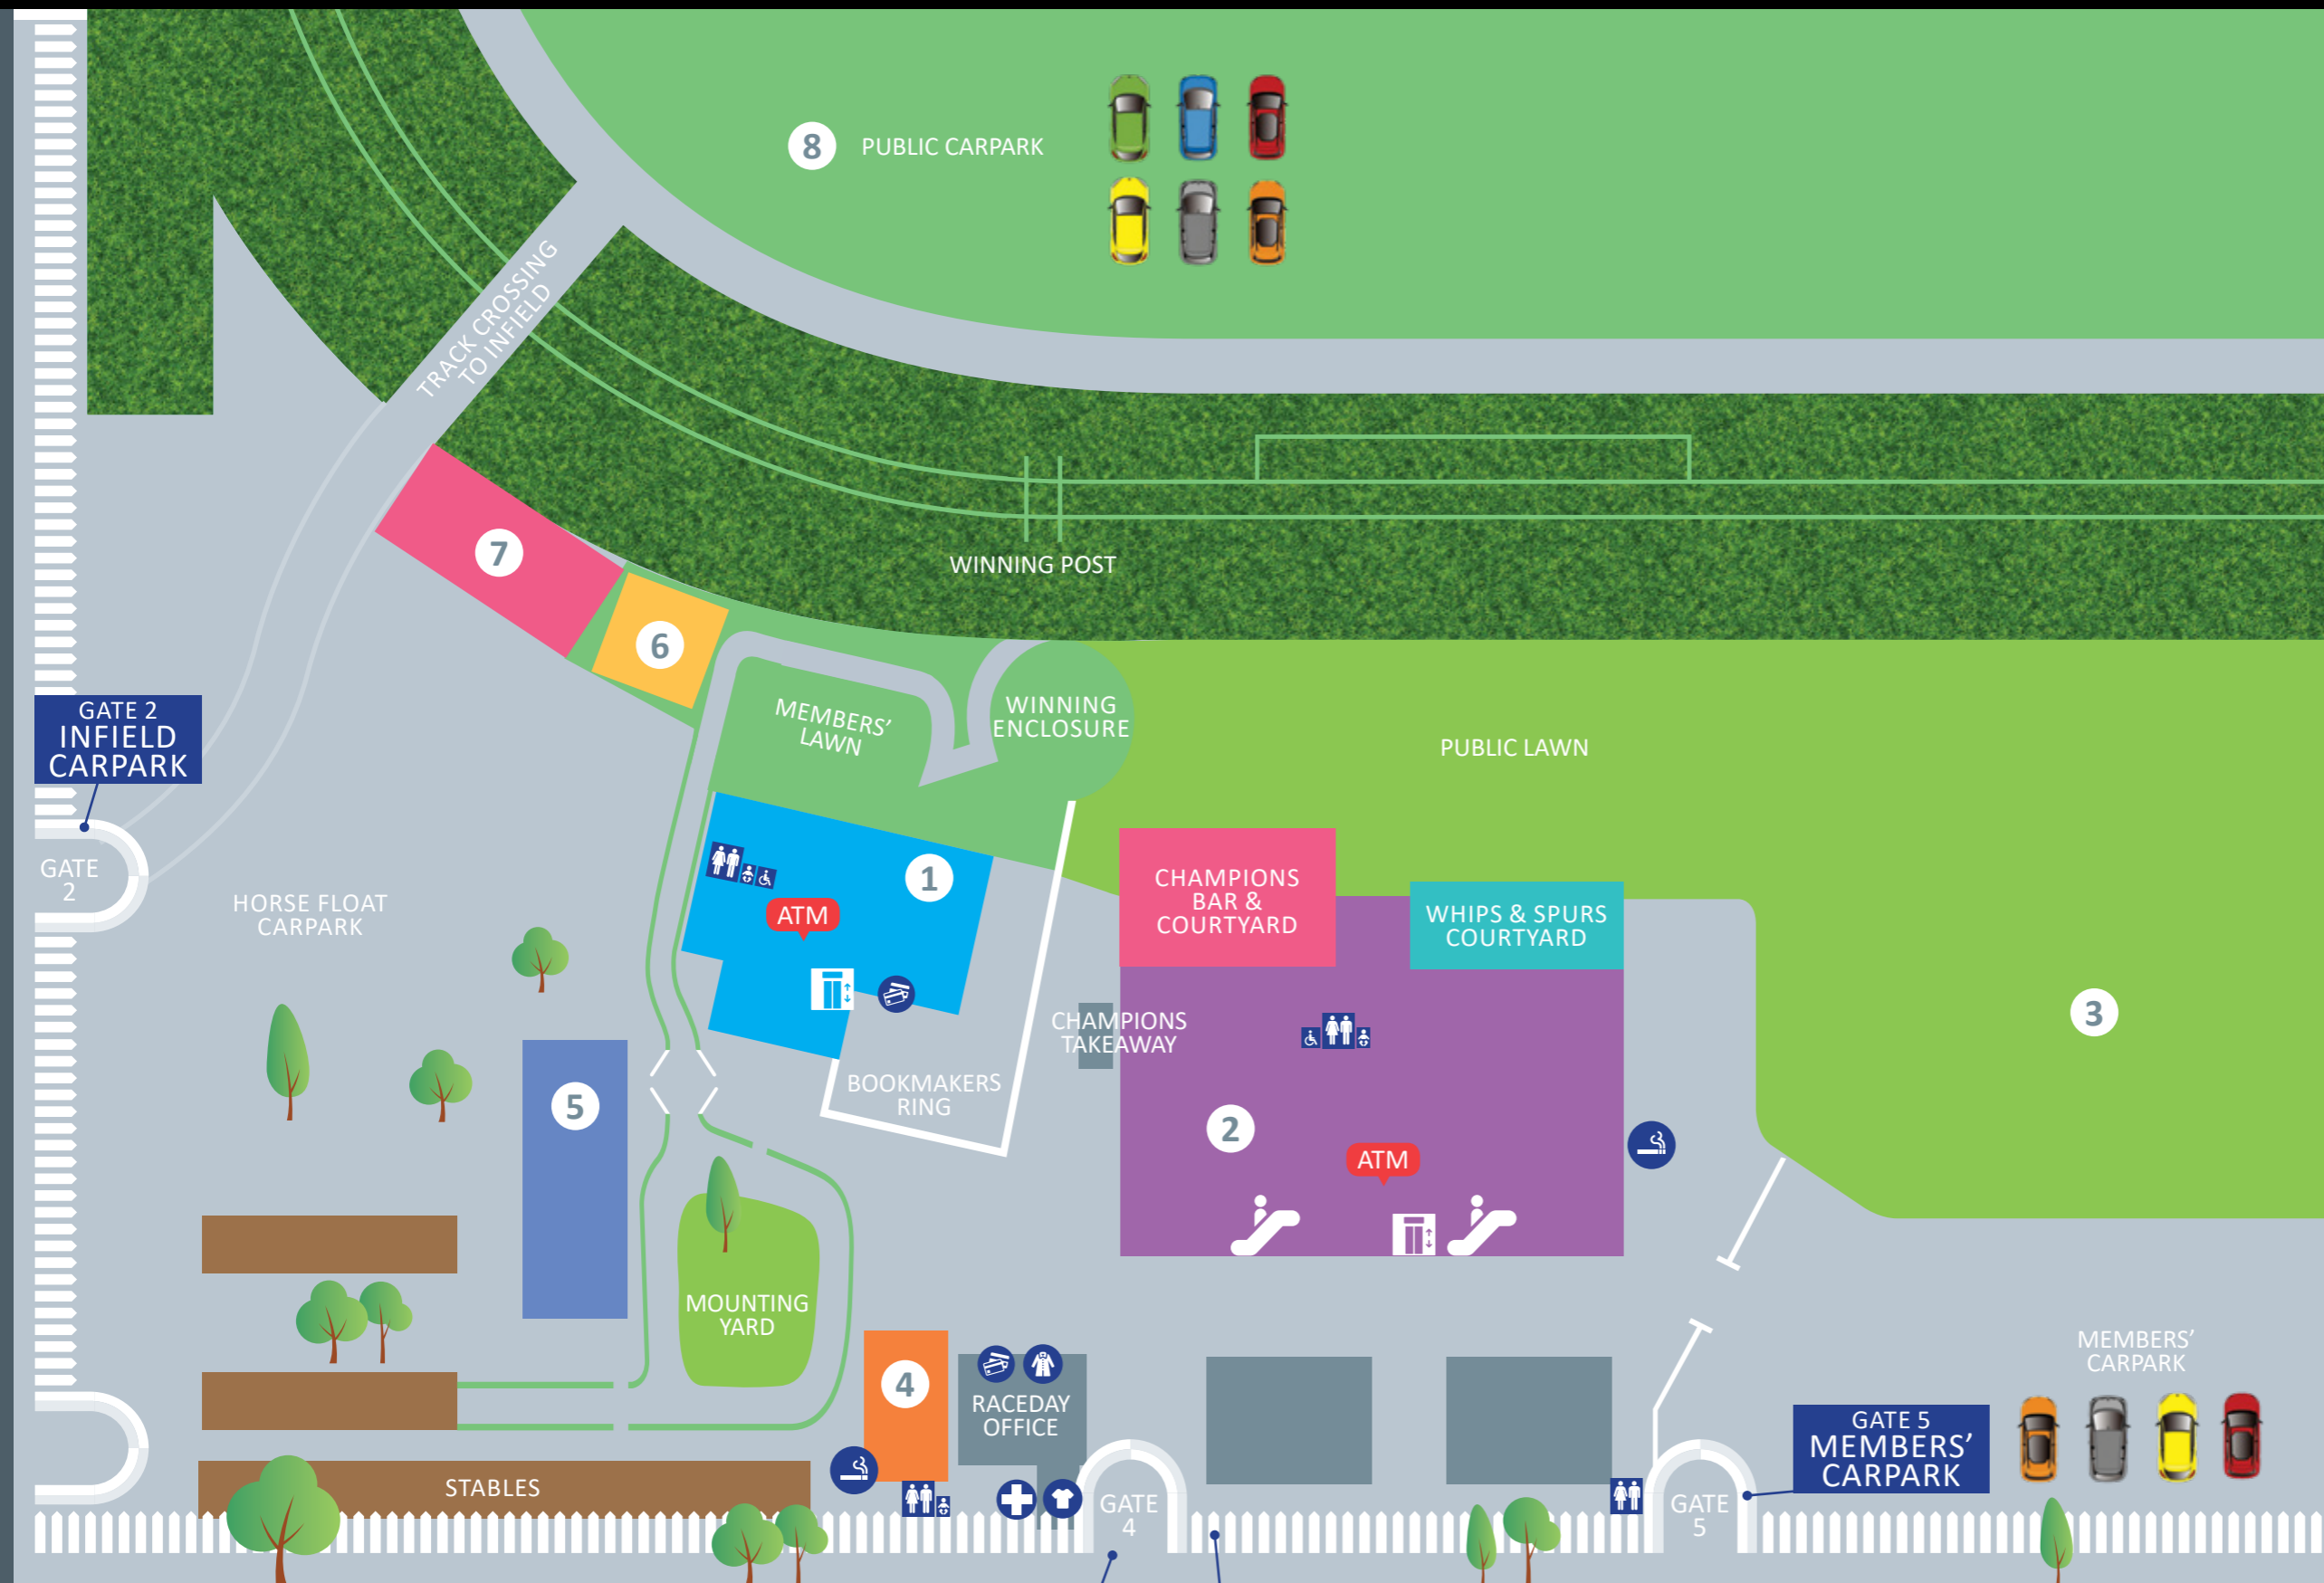 8
PUBLIC CARPARK
TRACK CROSSING
TO INFIELD
7
WINNING POST
6
GATE 2
INFIELD
CARPARK
MEMBERS'
LAWN
WINNING
ENCLOSURE
PUBLIC LAWN
GATE
2
HORSE FLOAT
CARPARK
1
ATM
CHAMPIONS
BAR &
COURTYARD
WHIPS & SPURS
COURTYARD
3
CHAMPIONS
TAKEAWAY
5
BOOKMAKERS
RING
2
ATM
MOUNTING
YARD
4
RACEDAY
OFFICE
MEMBERS'
CARPARK
GATE 5
MEMBERS'
CARPARK
STABLES
GATE
4
GATE
5